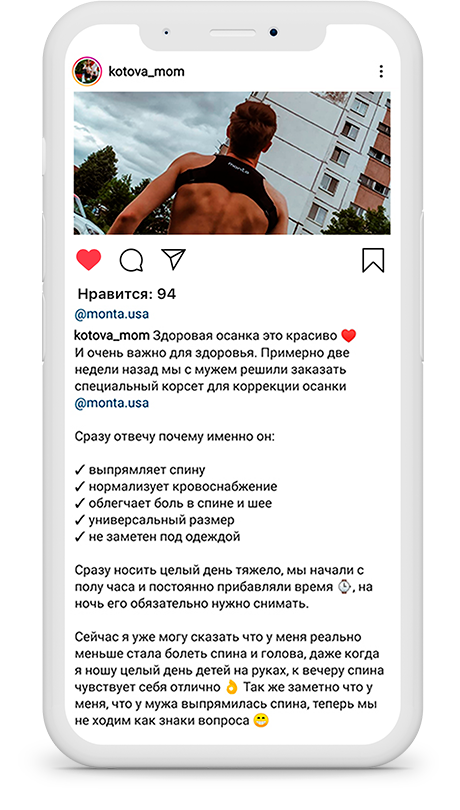 kotova_mom
monta
Нравится: 94
@monta.usa
kotova_mom Здоровая осанка это красиво ❤️
И очень важно для здоровья. Примерно две
недели назад мы с мужем решили заказать
специальный корсет для коррекции осанки
@monta.usa
Сразу отвечу почему именно он:
✓ выпрямляет спину
✓ нормализует кровоснабжение
✓ облегчает боль в спине и шее
✓ универсальный размер
✓ не заметен под одеждой
Сразу носить целый день тяжело, мы начали с
пол часа и постоянно прибавляли время ⌚, на
ночь его обязательно нужно снимать.
Сейчас я уже могу сказать что у меня реально
меньше стала болеть спина и голова, даже когда
я ношу целый день детей на руках, к вечеру спина
чувствует себя отлично 👌 Так же заметно что у
меня, что у мужа выпрямилась спина, теперь мы
не ходим как знаки вопроса 😁